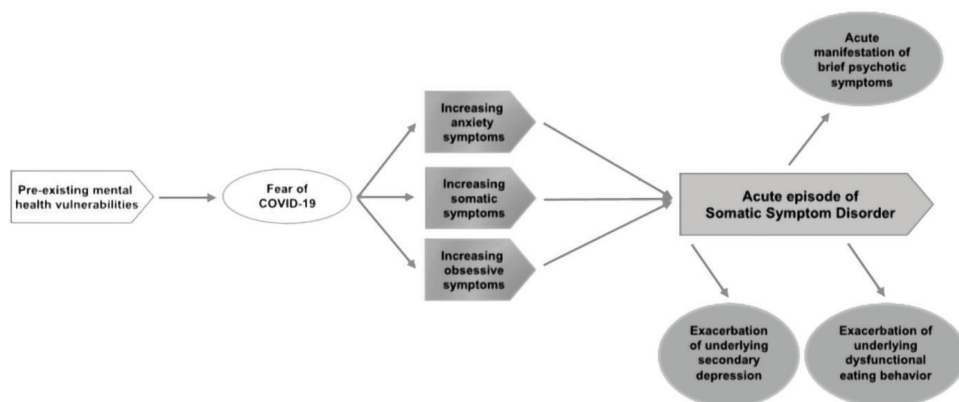 Pre-existing mental
health vulnerabilities
Fear of
COVID-19
Increasing
anxiety
symptoms
Increasing
somatic
symptoms
Increasing
obsessive
symptoms
Acute episode of
Somatic Symptom Disorder
Acute
manifestation of
brief psychotic
symptoms
Exacerbation
of underlying
secondary
depression
Exacerbation of
underlying
dysfunctional
eating behavior